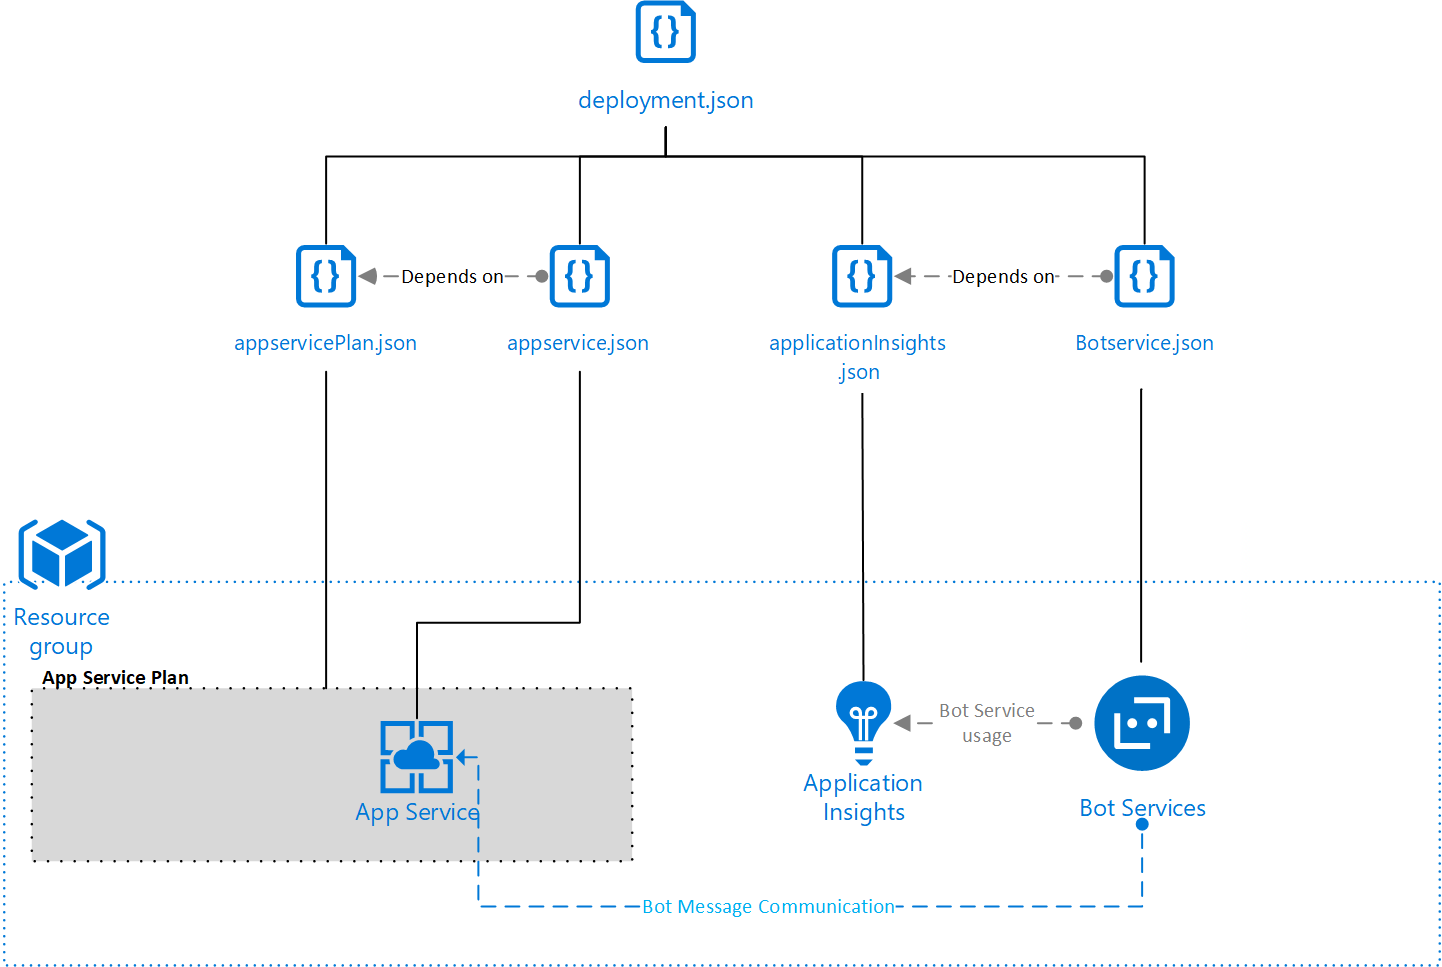 deployment.json
Depends on
Depends on
appservicePlan.json
appservice.json
applicationInsights
.json
Botservice.json
Resource
group
App Service Plan
Bot Service
usage
App Service
Application
Insights
Bot Services
Bot Message Communication